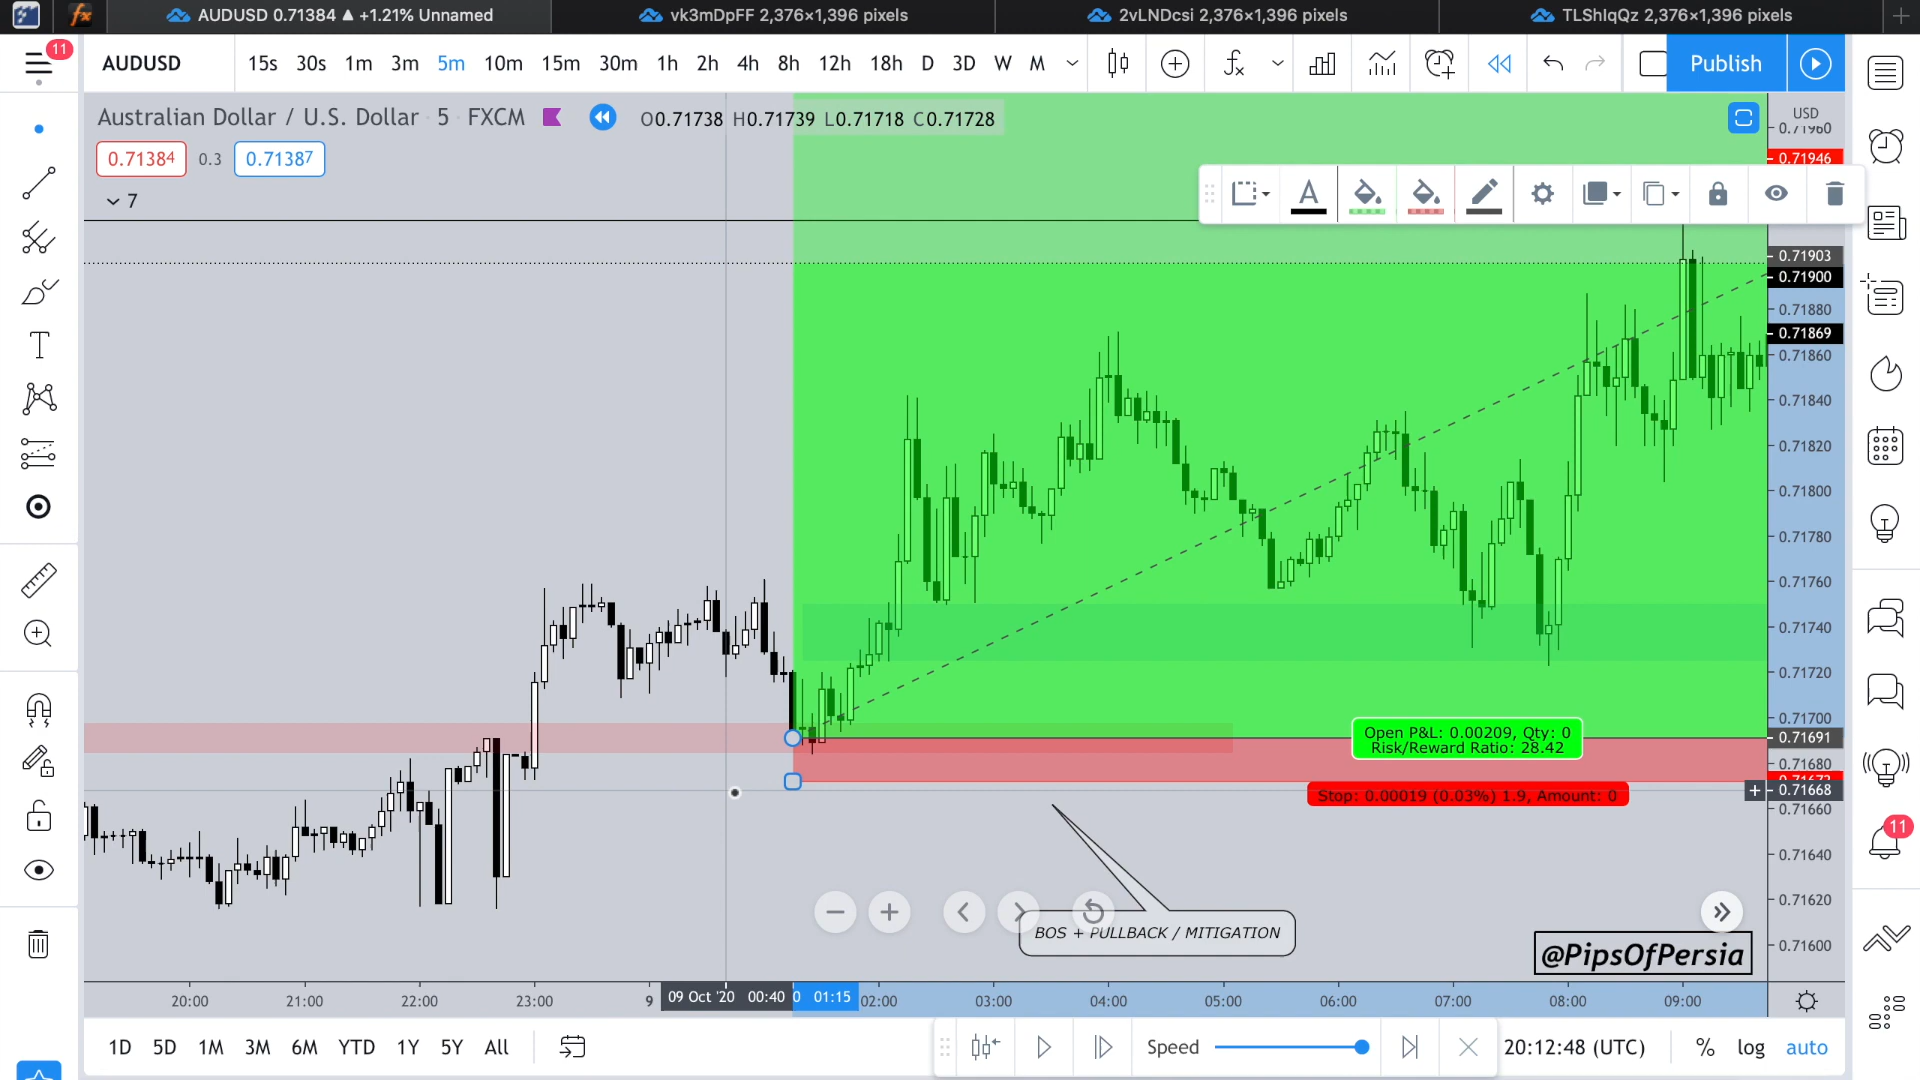 AUDUSD 0.71384 ▲ +1.21% Unnamed
vk3mDpFF 2,376×1,396 pixels
2vLNDcsi 2,376×1,396 pixels
TLShlqQz 2,376×1,396 pixels
11
AUDUSD
15s 30s 1m 3m 5m 10m 15m 30m 1h 2h 4h 8h 12h 18h D 3D W M
Publish
Australian Dollar / U.S. Dollar · 5 · FXCM
O0.71738 H0.71739 L0.71718 C0.71728
USD
0.71384 0.3 0.71387
7
0.71960
0.71946
0.71903
0.71900
0.71880
0.71869
0.71860
0.71840
0.71820
0.71800
0.71780
0.71760
0.71740
0.71720
0.71700
0.71691
0.71680
0.71668
0.71660
0.71640
0.71620
0.71600
Open P&L: 0.00209, Qty: 0
Risk/Reward Ratio: 28.42
Stop: 0.00019 (0.03%) 1.9, Amount: 0
BOS + PULLBACK / MITIGATION
@PipsOfPersia
11
20:00 21:00 22:00 23:00 9 09 Oct '20 00:40 0 01:15 02:00 03:00 04:00 05:00 06:00 07:00 08:00 09:00
1D 5D 1M 3M 6M YTD 1Y 5Y All
Speed
20:12:48 (UTC)
% log auto